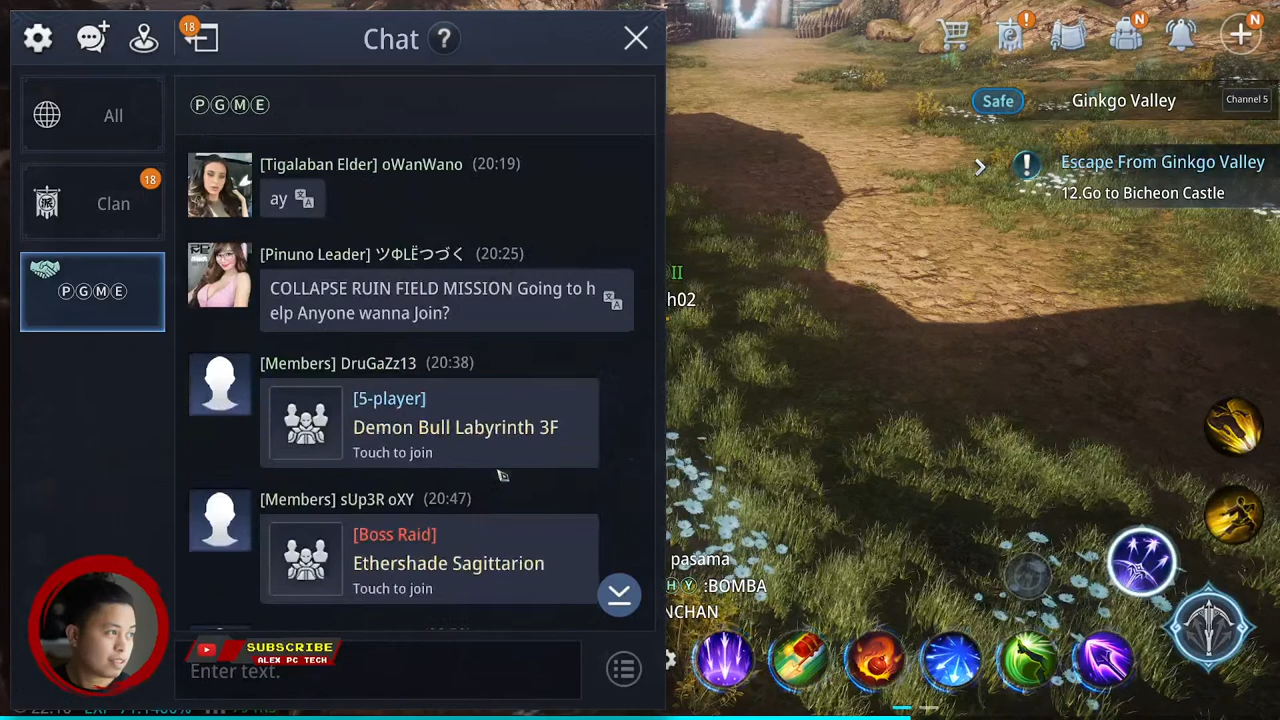 18
Chat ?
All
18
Clan
ⓅⒼⓂⒺ
ⓅⒼⓂⒺ
[Tigalaban Elder] oWanWano (20:19)
ay
[Pinuno Leader] ツΦLËつづく (20:25)
COLLAPSE RUIN FIELD MISSION Going to h
elp Anyone wanna Join?
[Members] DruGaZz13 (20:38)
[5-player]
Demon Bull Labyrinth 3F
Touch to join
[Members] sUp3R oXY (20:47)
[Boss Raid]
Ethershade Sagittarion
Touch to join
SUBSCRIBE
ALEX PC TECH
Enter text.
N
N
Safe
Ginkgo Valley
Channel 5
Escape From Ginkgo Valley
12.Go to Bicheon Castle
II
h02
pasama
Ⓨ :BOMBA
NCHAN